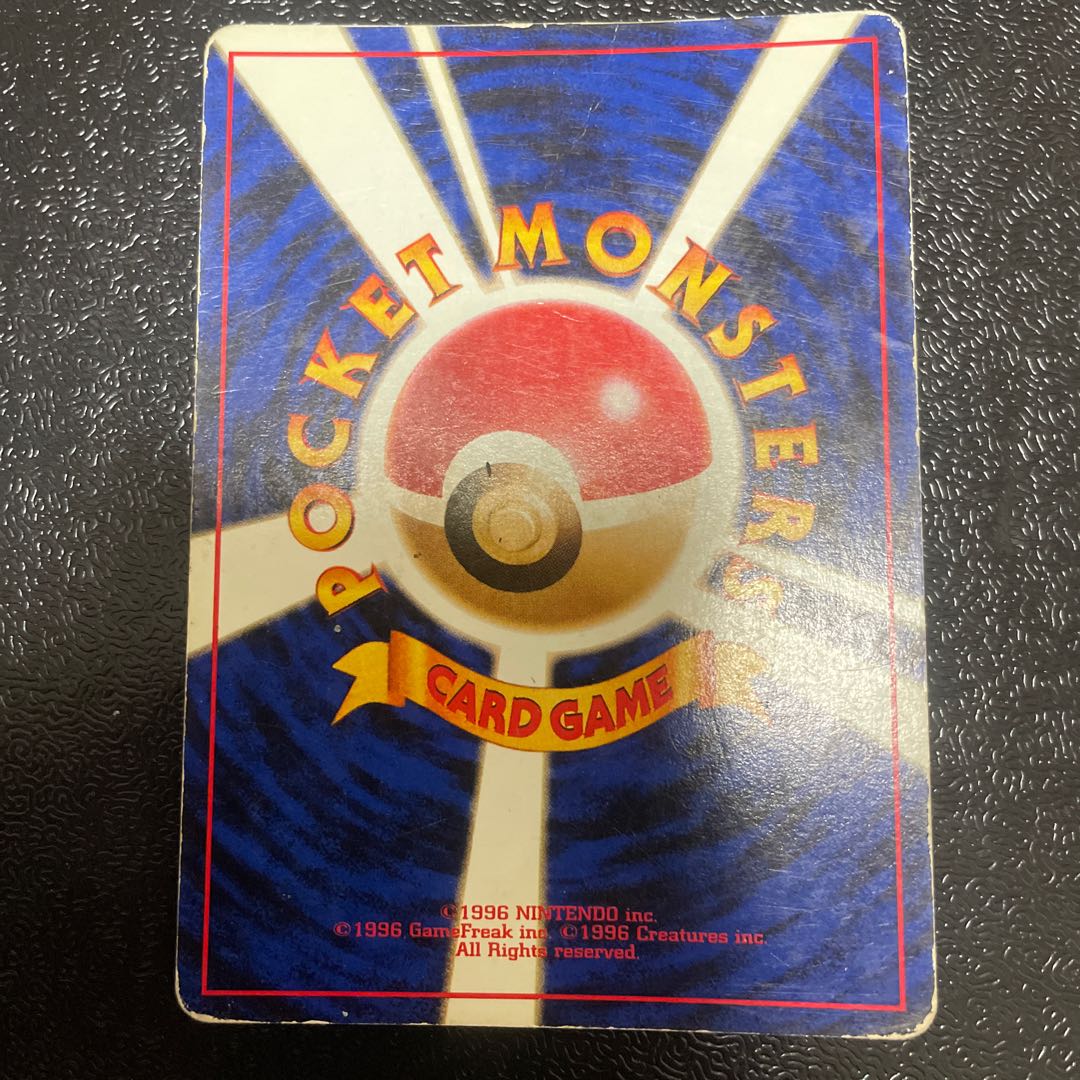 POCKET MONSTERS
CARD GAME
©1996 NINTENDO inc.
©1996 GameFreak inc. ©1996 Creatures inc.
All Rights reserved.